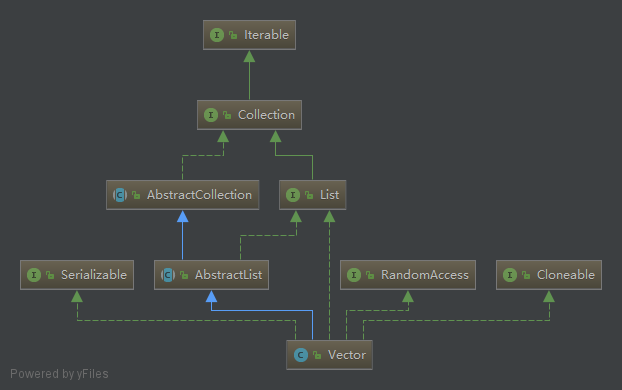 Iterable
Collection
AbstractCollection
List
Serializable
AbstractList
RandomAccess
Cloneable
Vector
Powered by yFiles